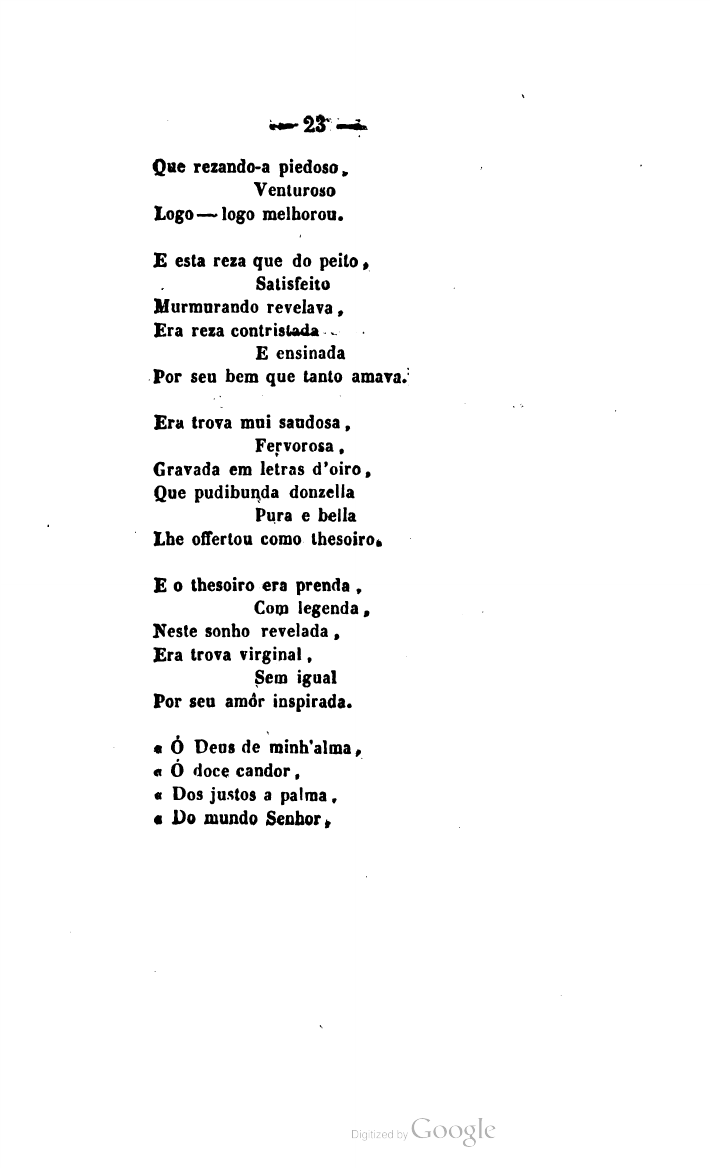 — 23 —
Que rezando-a piedoso,
Venturoso
Logo — logo melhorou.
E esta reza que do peito,
Satisfeito
Murmurando revelava,
Era reza contristada
E ensinada
Por seu bem que tanto amava.
Era trova mui saudosa,
Fervorosa,
Gravada em letras d'oiro,
Que pudibunda donzella
Pura e bella
Lhe offertou como thesoiro.
E o thesoiro era prenda,
Com legenda,
Neste sonho revelada,
Era trova virginal,
Sem igual
Por seu amôr inspirada.
« Ó Deus de minh'alma,
« Ó doce candor,
« Dos justos a palma,
« Do mundo Senhor,
Digitized by Google